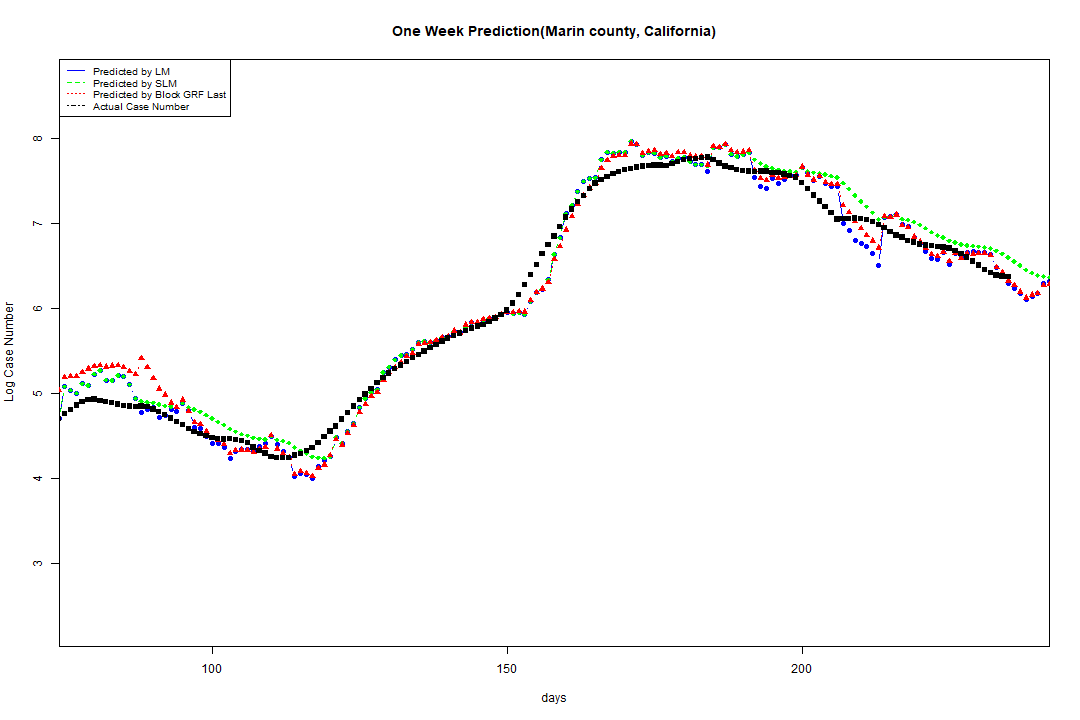 One Week Prediction(Marin county, California)
Predicted by LM
Predicted by SLM
Predicted by Block GRF Last
Actual Case Number
8
7
6
5
4
3
Log Case Number
100
150
200
days